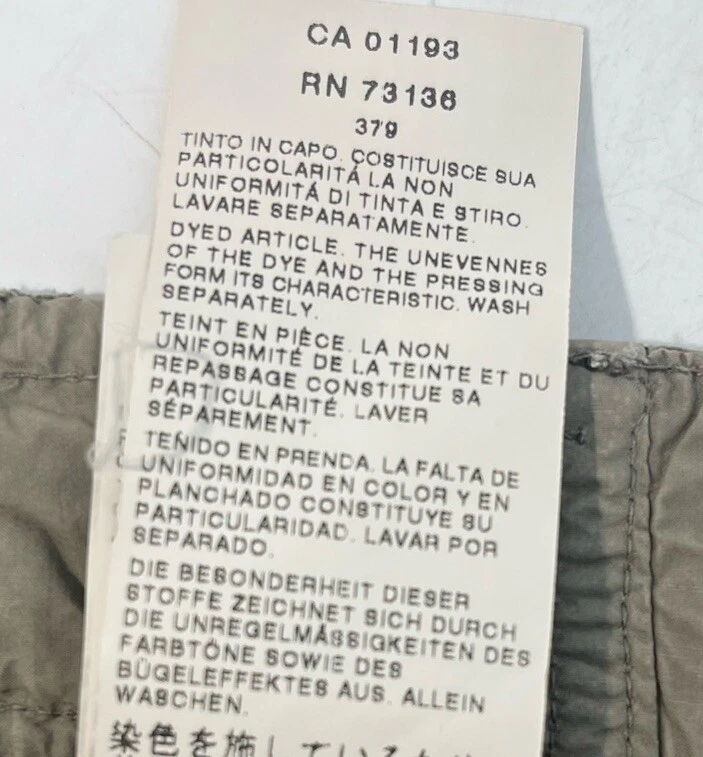 CA 01193
RN 73136
379
TINTO IN CAPO. COSTITUISCE SUA
PARTICOLARITÁ LA NON
UNIFORMITÁ DI TINTA E STIRO.
LAVARE SEPARATAMENTE.
DYED ARTICLE. THE UNEVENNES
OF THE DYE AND THE PRESSING
FORM ITS CHARACTERISTIC. WASH
SEPARATELY.
TEINT EN PIÈCE. LA NON
UNIFORMITÉ DE LA TEINTE ET DU
REPASSAGE CONSTITUE SA
PARTICULARITÉ. LAVER
SÉPAREMENT.
TEÑIDO EN PRENDA. LA FALTA DE
UNIFORMIDAD EN COLOR Y EN
PLANCHADO CONSTITUYE SU
PARTICULARIDAD. LAVAR POR
SEPARADO.
DIE BESONDERHEIT DIESER
STOFFE ZEICHNET SICH DURCH
DIE UNREGELMÄSSIGKEITEN DES
FARBTÖNE SOWIE DES
BÜGELEFFEKTES AUS. ALLEIN
WASCHEN.
染色を施している